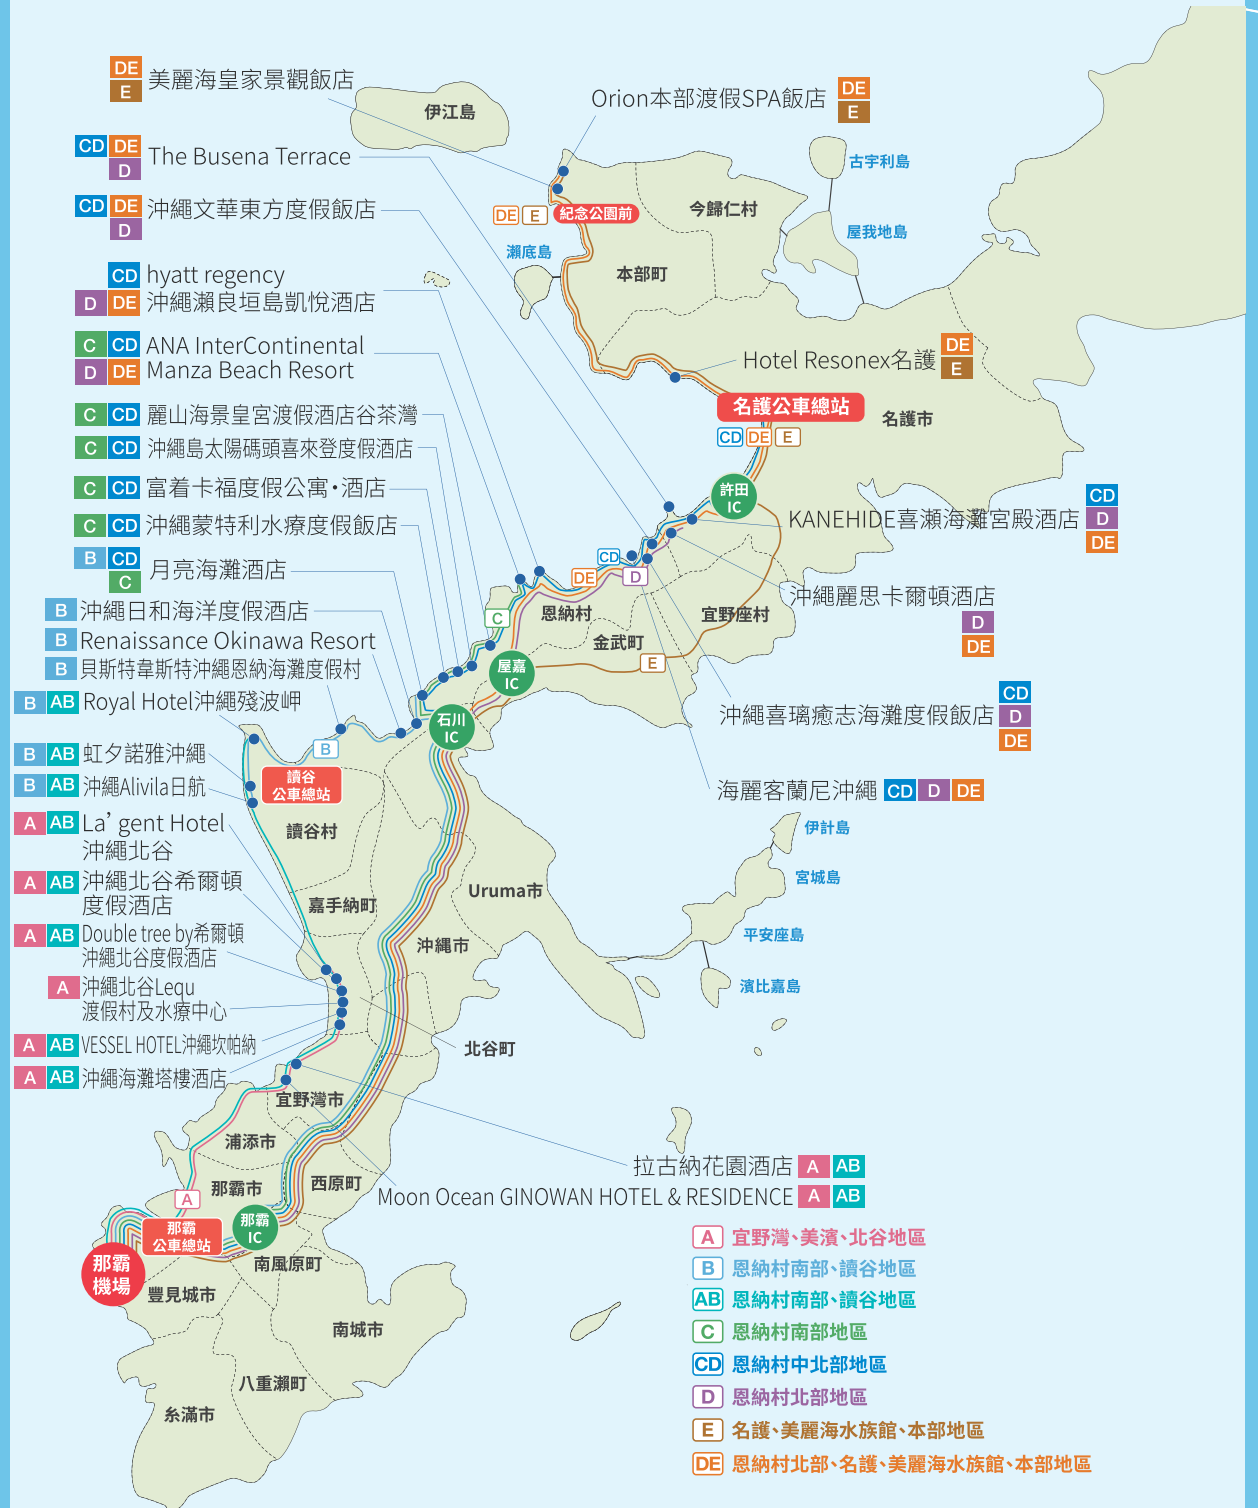 DE
美麗海皇家景觀飯店
E
伊江島
Orion本部渡假SPA飯店
DE
E
CD DE
The Busena Terrace
D
古宇利島
CD DE
沖繩文華東方度假飯店
D
DE E
紀念公園前
今歸仁村
屋我地島
瀨底島
本部町
CD hyatt regency
D DE 沖繩瀨良垣島凱悅酒店
C CD ANA InterContinental
D DE Manza Beach Resort
Hotel Resonex名護
DE
E
C CD 麗山海景皇宮渡假酒店谷茶灣
名護公車總站
名護市
CD DE E
C CD 沖繩島太陽碼頭喜來登度假酒店
C CD 富着卡福度假公寓・酒店
許田
IC
C CD 沖繩蒙特利水療度假飯店
KANEHIDE喜瀨海灘宮殿酒店
CD
D
DE
B CD
月亮海灘酒店
C
CD
DE
D
沖繩麗思卡爾頓酒店
D
DE
B 沖繩日和海洋度假酒店
C
恩納村
金武町
宜野座村
B Renaissance Okinawa Resort
B 貝斯特韋斯特沖繩恩納海灘度假村
屋嘉
IC
E
B AB Royal Hotel沖繩殘波岬
沖繩喜璃癒志海灘度假飯店
CD
D
DE
石川
IC
B
B AB 虹夕諾雅沖繩
讀谷
公車總站
B AB 沖繩Alivila日航
海麗客蘭尼沖繩 CD D DE
A AB La’gent Hotel
沖繩北谷
讀谷村
伊計島
A AB 沖繩北谷希爾頓
度假酒店
嘉手納町
Uruma市
宮城島
A AB Double tree by希爾頓
沖繩北谷度假酒店
沖縄市
平安座島
A 沖繩北谷Lequ
渡假村及水療中心
濱比嘉島
A AB VESSEL HOTEL沖繩坎帕納
北谷町
A AB 沖繩海灘塔樓酒店
宜野灣市
浦添市
拉古納花園酒店 A AB
那霸市
西原町
Moon Ocean GINOWAN HOTEL & RESIDENCE A AB
A
那霸
公車總站
那霸
IC
那霸
機場
南風原町
豐見城市
南城市
八重瀨町
糸滿市
A 宜野灣、美濱、北谷地區
B 恩納村南部、讀谷地區
AB 恩納村南部、讀谷地區
C 恩納村南部地區
CD 恩納村中北部地區
D 恩納村北部地區
E 名護、美麗海水族館、本部地區
DE 恩納村北部、名護、美麗海水族館、本部地區